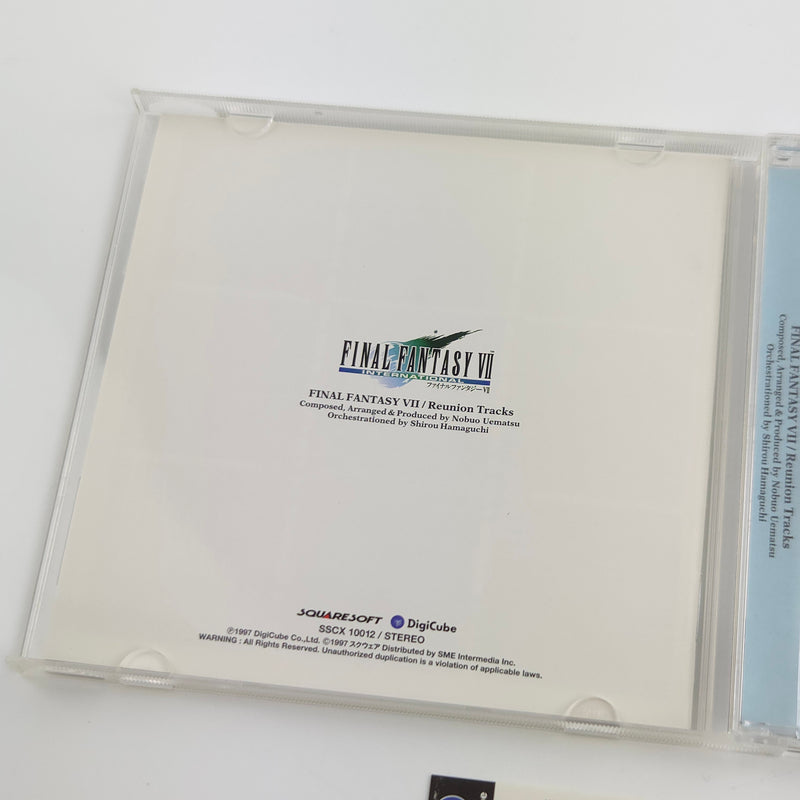 FINAL FANTASY VII
INTERNATIONAL
ファイナルファンタジーVII
FINAL FANTASY VII / Reunion Tracks
Composed, Arranged & Produced by Nobuo Uematsu
Orchestrationed by Shirou Hamaguchi
SQUARESOFT DigiCube
SSCX 10012 / STEREO
℗1997 DigiCube Co.,Ltd. ©1997 スクウェア Distributed by SME Intermedia Inc.
WARNING : All Rights Reserved. Unauthorized duplication is a violation of applicable laws.
FINAL FANTASY VII / Reunion Tracks
Composed, Arranged & Produced by Nobuo Uematsu
Orchestrationed by Shirou Hamaguchi